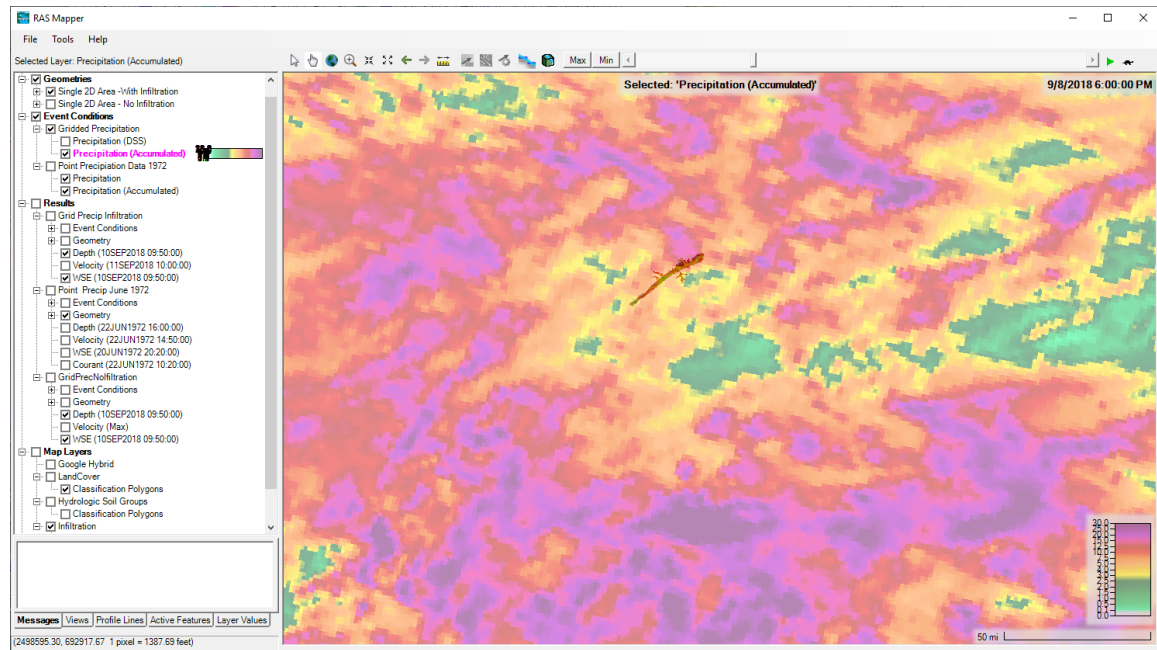 RAS Mapper
File Tools Help
Selected Layer: Precipitation (Accumulated)
Max Min
Geometries
Single 2D Area -With Infiltration
Single 2D Area - No Infiltration
Event Conditions
Gridded Precipitation
Precipitation (DSS)
Precipitation (Accumulated)
Point Precipiation Data 1972
Precipitation
Precipitation (Accumulated)
Results
Grid Precip Infiltration
Event Conditions
Geometry
Depth (10SEP2018 09:50:00)
Velocity (11SEP2018 10:00:00)
WSE (10SEP2018 09:50:00)
Point Precip June 1972
Event Conditions
Geometry
Depth (22JUN1972 16:00:00)
Velocity (22JUN1972 14:50:00)
WSE (20JUN1972 20:20:00)
Courant (22JUN1972 10:20:00)
GridPrecNoIfiltration
Event Conditions
Geometry
Depth (10SEP2018 09:50:00)
Velocity (Max)
WSE (10SEP2018 09:50:00)
Map Layers
Google Hybrid
LandCover
Classification Polygons
Hydrologic Soil Groups
Classification Polygons
Infiltration
Selected: 'Precipitation (Accumulated)'
9/8/2018 6:00:00 PM
30.0
0.0
50 mi
Messages Views Profile Lines Active Features Layer Values
(2498595.30, 692917.67 1 pixel = 1387.69 feet)